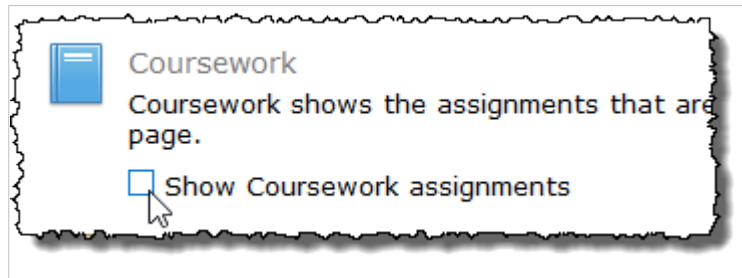 Coursework
Coursework shows the assignments that are
page.
Show Coursework assignments